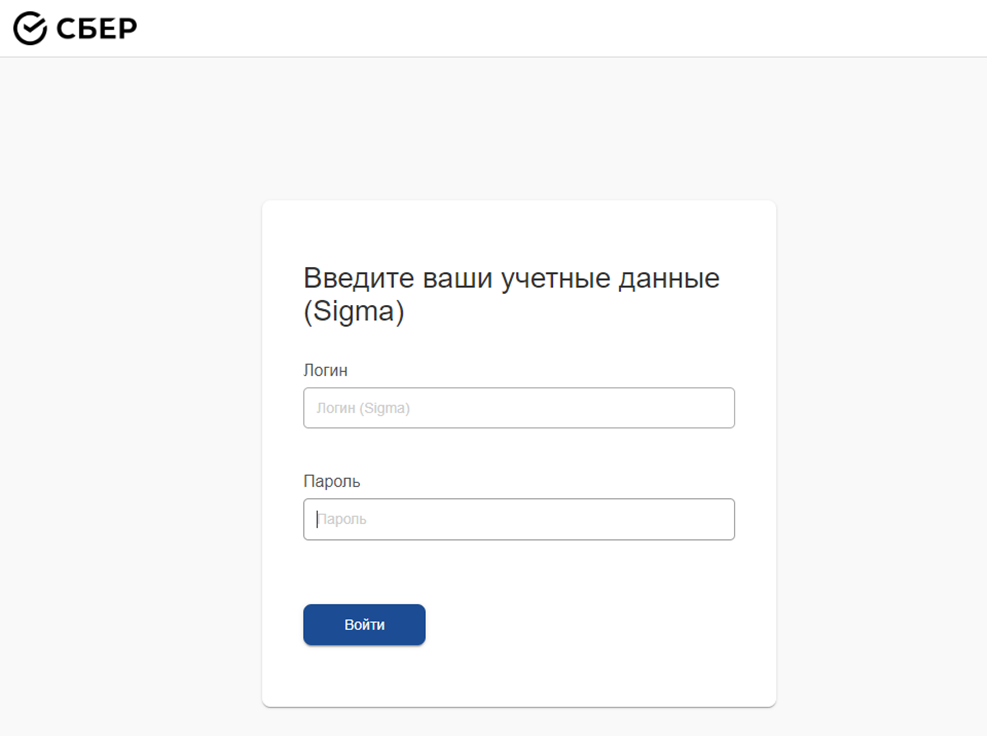 СБЕР
Введите ваши учетные данные
(Sigma)
Логин
Логин (Sigma)
Пароль
Пароль
Войти